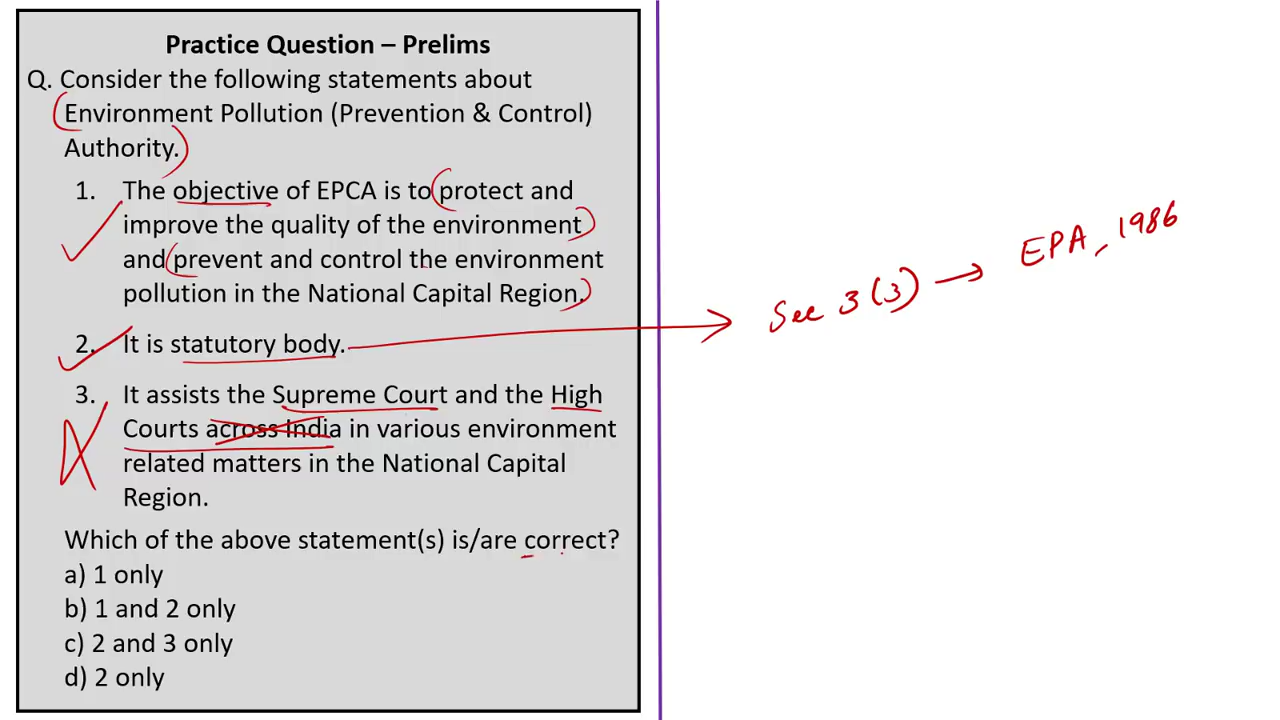 Practice Question – Prelims
Q. Consider the following statements about
Environment Pollution (Prevention & Control)
Authority.
1. The objective of EPCA is to protect and
improve the quality of the environment
and prevent and control the environment
pollution in the National Capital Region.
2. It is statutory body.
3. It assists the Supreme Court and the High
Courts across India in various environment
related matters in the National Capital
Region.
Which of the above statement(s) is/are correct?
a) 1 only
b) 1 and 2 only
c) 2 and 3 only
d) 2 only
Sec 3(3) → EPA, 1986